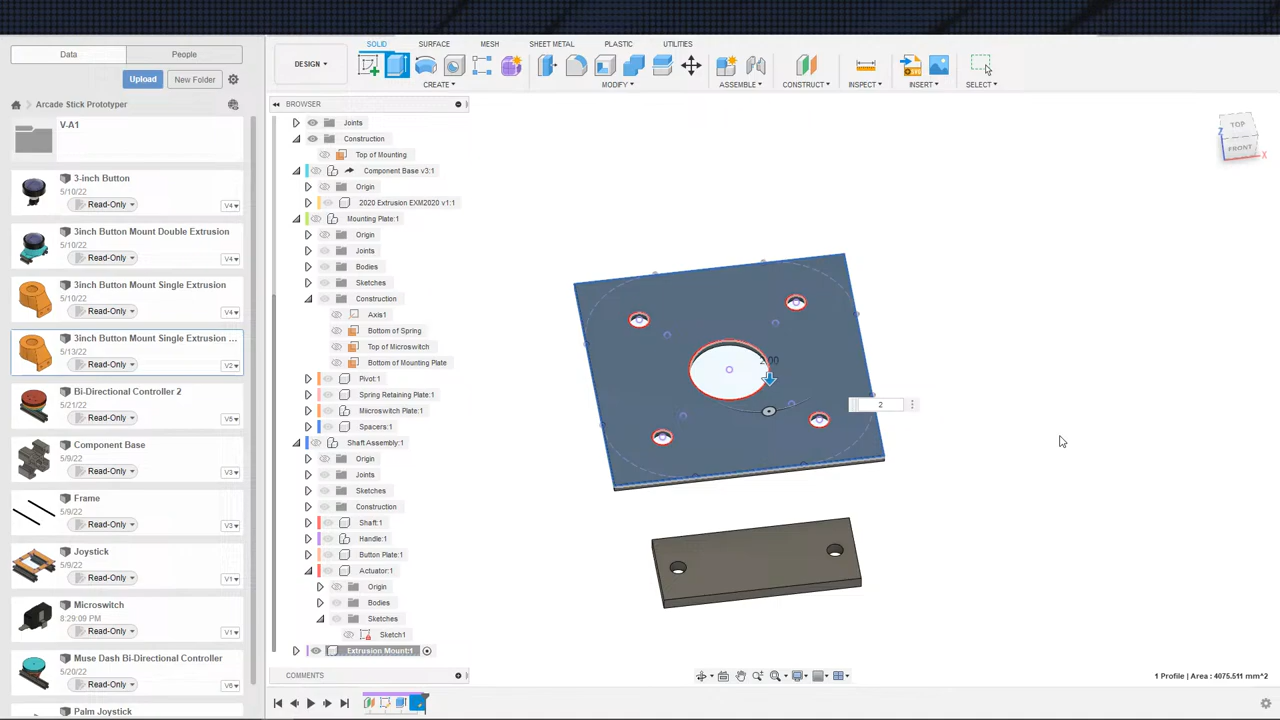 Data
People
Upload
New Folder
Arcade Stick Prototyper
V-A1
3-inch Button
5/10/22
Read-Only
V4
3inch Button Mount Double Extrusion
5/10/22
Read-Only
V4
3inch Button Mount Single Extrusion
5/10/22
Read-Only
V4
3inch Button Mount Single Extrusion ...
5/13/22
Read-Only
V2
Bi-Directional Controller 2
5/21/22
Read-Only
V8
Component Base
5/9/22
Read-Only
V3
Frame
5/9/22
Read-Only
V3
Joystick
5/9/22
Read-Only
V1
Microswitch
8:29:09 PM
Read-Only
V1
Muse Dash Bi-Directional Controller
5/20/22
Read-Only
V6
Palm Joystick
DESIGN
SOLID
SURFACE
MESH
SHEET METAL
PLASTIC
UTILITIES
CREATE
MODIFY
ASSEMBLE
CONSTRUCT
INSPECT
INSERT
SELECT
BROWSER
Joints
Construction
Top of Mounting
Component Base v3:1
Origin
2020 Extrusion EXM2020 v1:1
Mounting Plate:1
Origin
Joints
Bodies
Sketches
Construction
Axis1
Bottom of Spring
Top of Microswitch
Bottom of Mounting Plate
Pivot:1
Spring Retaining Plate:1
Miicroswitch Plate:1
Spacers:1
Shaft Assembly:1
Origin
Joints
Sketches
Construction
Shaft:1
Handle:1
Button Plate:1
Actuator:1
Origin
Bodies
Sketches
Sketch1
Extrusion Mount:1
COMMENTS
TOP
FRONT
Z
X
2.00
2
1 Profile | Area : 4075.511 mm^2